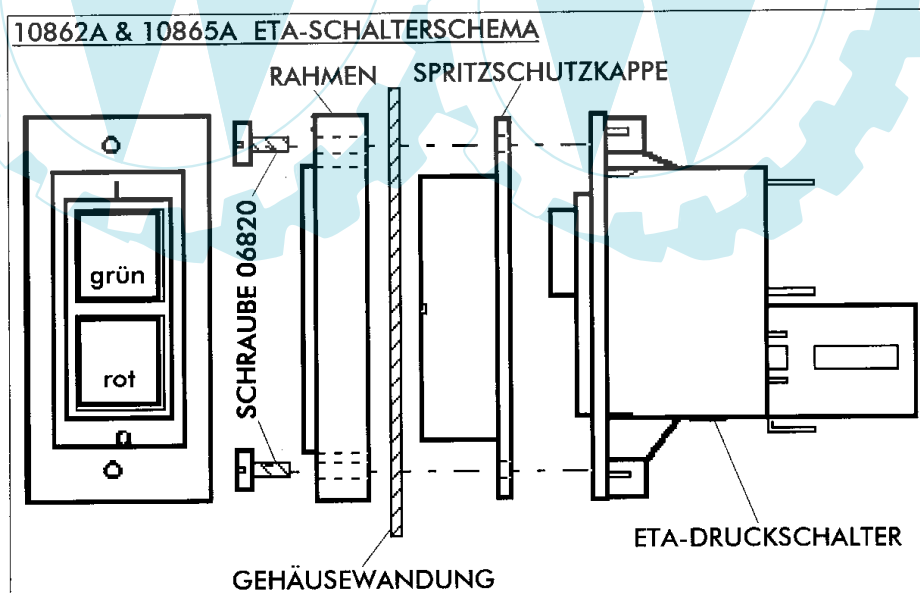 10862A & 10865A ETA-SCHALTERSCHEMA
RAHMEN
SPRITZSCHUTZKAPPE
grün
rot
SCHRAUBE 06820
ETA-DRUCKSCHALTER
GEHÄUSEWANDUNG